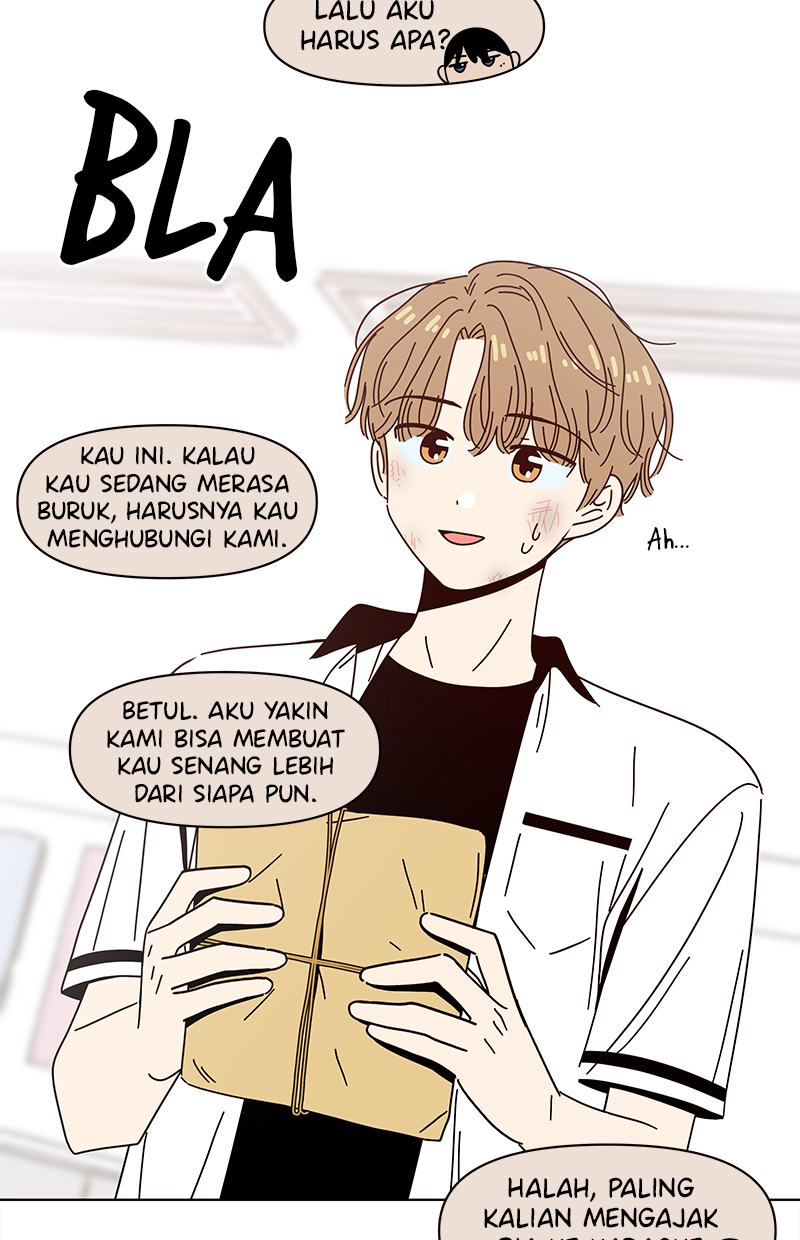 LALU AKU
HARUS APA?
BLA
KAU INI. KALAU
KAU SEDANG MERASA
BURUK, HARUSNYA KAU
MENGHUBUNGI KAMI.
Ah...
BETUL. AKU YAKIN
KAMI BISA MEMBUAT
KAU SENANG LEBIH
DARI SIAPA PUN.
HALAH, PALING
KALIAN MENGAJAK